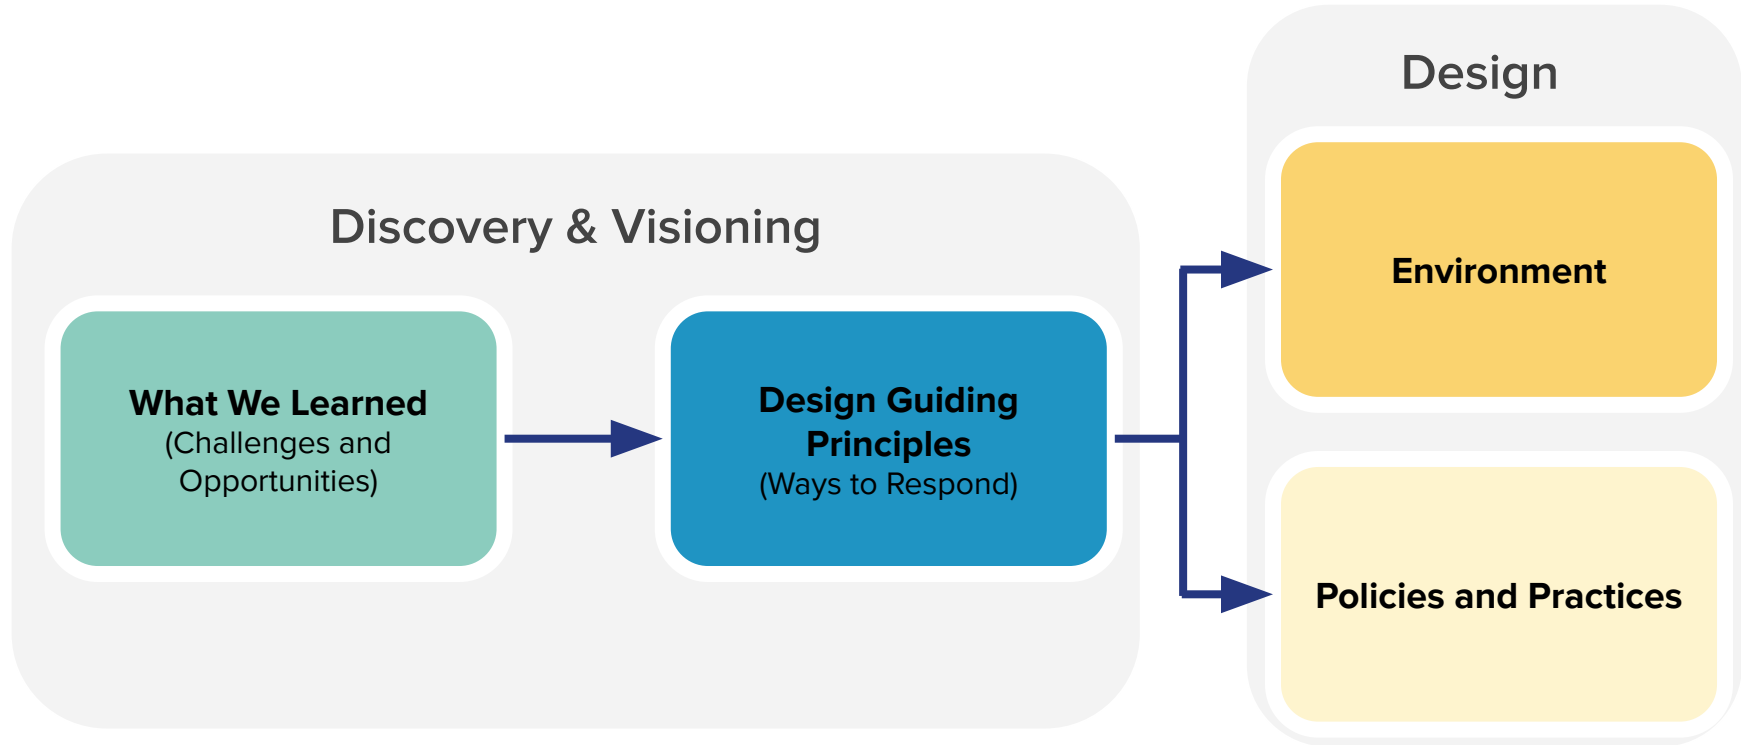 Design
Discovery & Visioning
What We Learned
(Challenges and
Opportunities)
Design Guiding
Principles
(Ways to Respond)
Environment
Policies and Practices